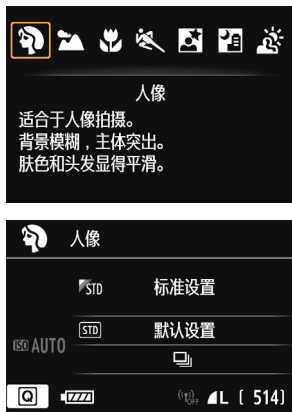 人像
适合于人像拍摄。
背景模糊，主体突出。
肤色和头发显得平滑。
人像
STD 标准设置
STD 默认设置
ISO AUTO
Q OFF L [ 514]